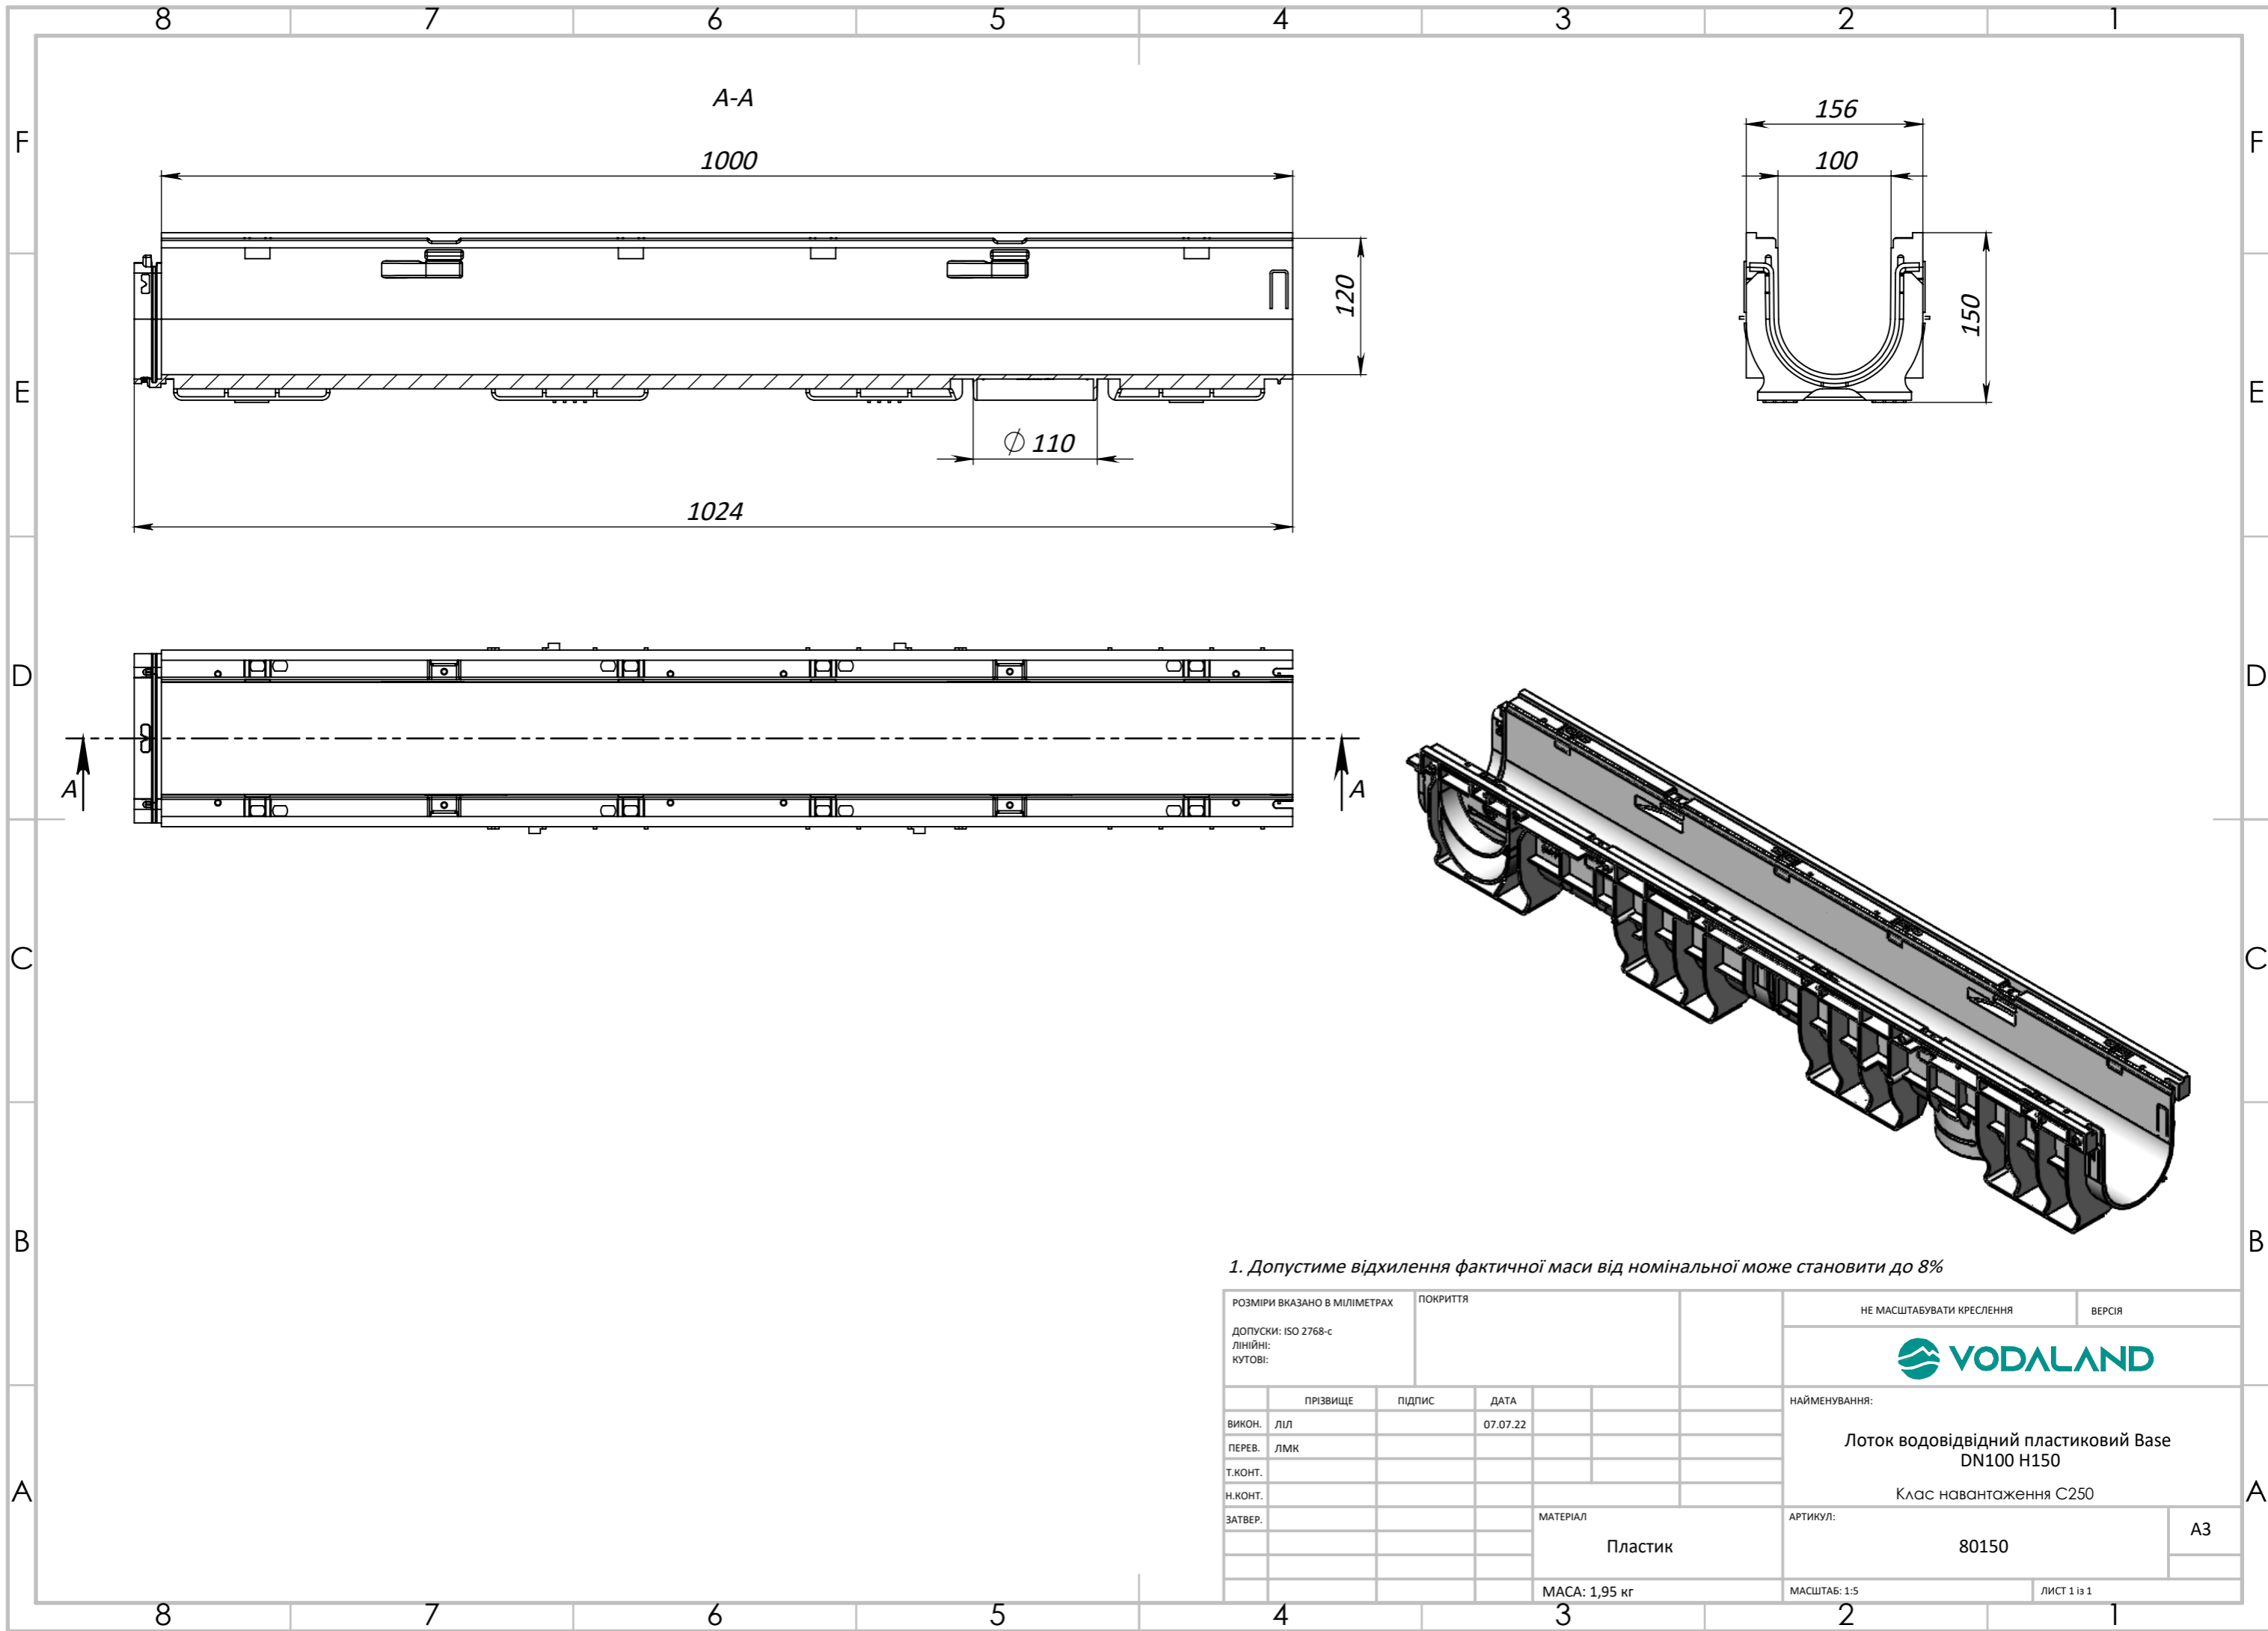 8 7 6 5 4 3 2 1
A-A
1000
156
100
F F
120
150
E E
Ø 110
1024
D D
A A
C C
B B
1. Допустиме відхилення фактичної маси від номінальної може становити до 8%
РОЗМІРИ ВКАЗАНО В МІЛІМЕТРАХ
ДОПУСКИ: ISO 2768-c
ЛІНІЙНІ:
КУТОВІ:
ПОКРИТТЯ
НЕ МАСШТАБУВАТИ КРЕСЛЕННЯ
ВЕРСІЯ
VODALAND
ПРІЗВИЩЕ ПІДПИС ДАТА
ВИКОН. ЛІЛ 07.07.22
ПЕРЕВ. ЛМК
Т.КОНТ.
Н.КОНТ.
ЗАТВЕР.
НАЙМЕНУВАННЯ:
Лоток водовідвідний пластиковий Base
DN100 H150
Клас навантаження C250
A A
МАТЕРІАЛ
Пластик
АРТИКУЛ:
80150
A3
МАСА: 1,95 кг
МАСШТАБ: 1:5
ЛИСТ 1 із 1
8 7 6 5 4 3 2 1